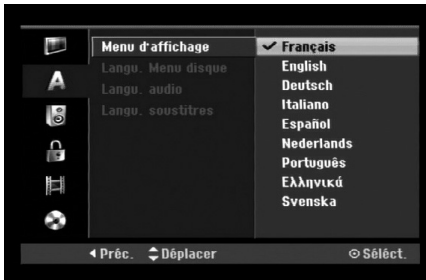 Menu d'affichage
Langu. Menu disque
Langu. audio
Langu. soustitres
✔ Français
English
Deutsch
Italiano
Español
Nederlands
Português
Ελληνικά
Svenska
A
◀ Préc. Déplacer Séléct.